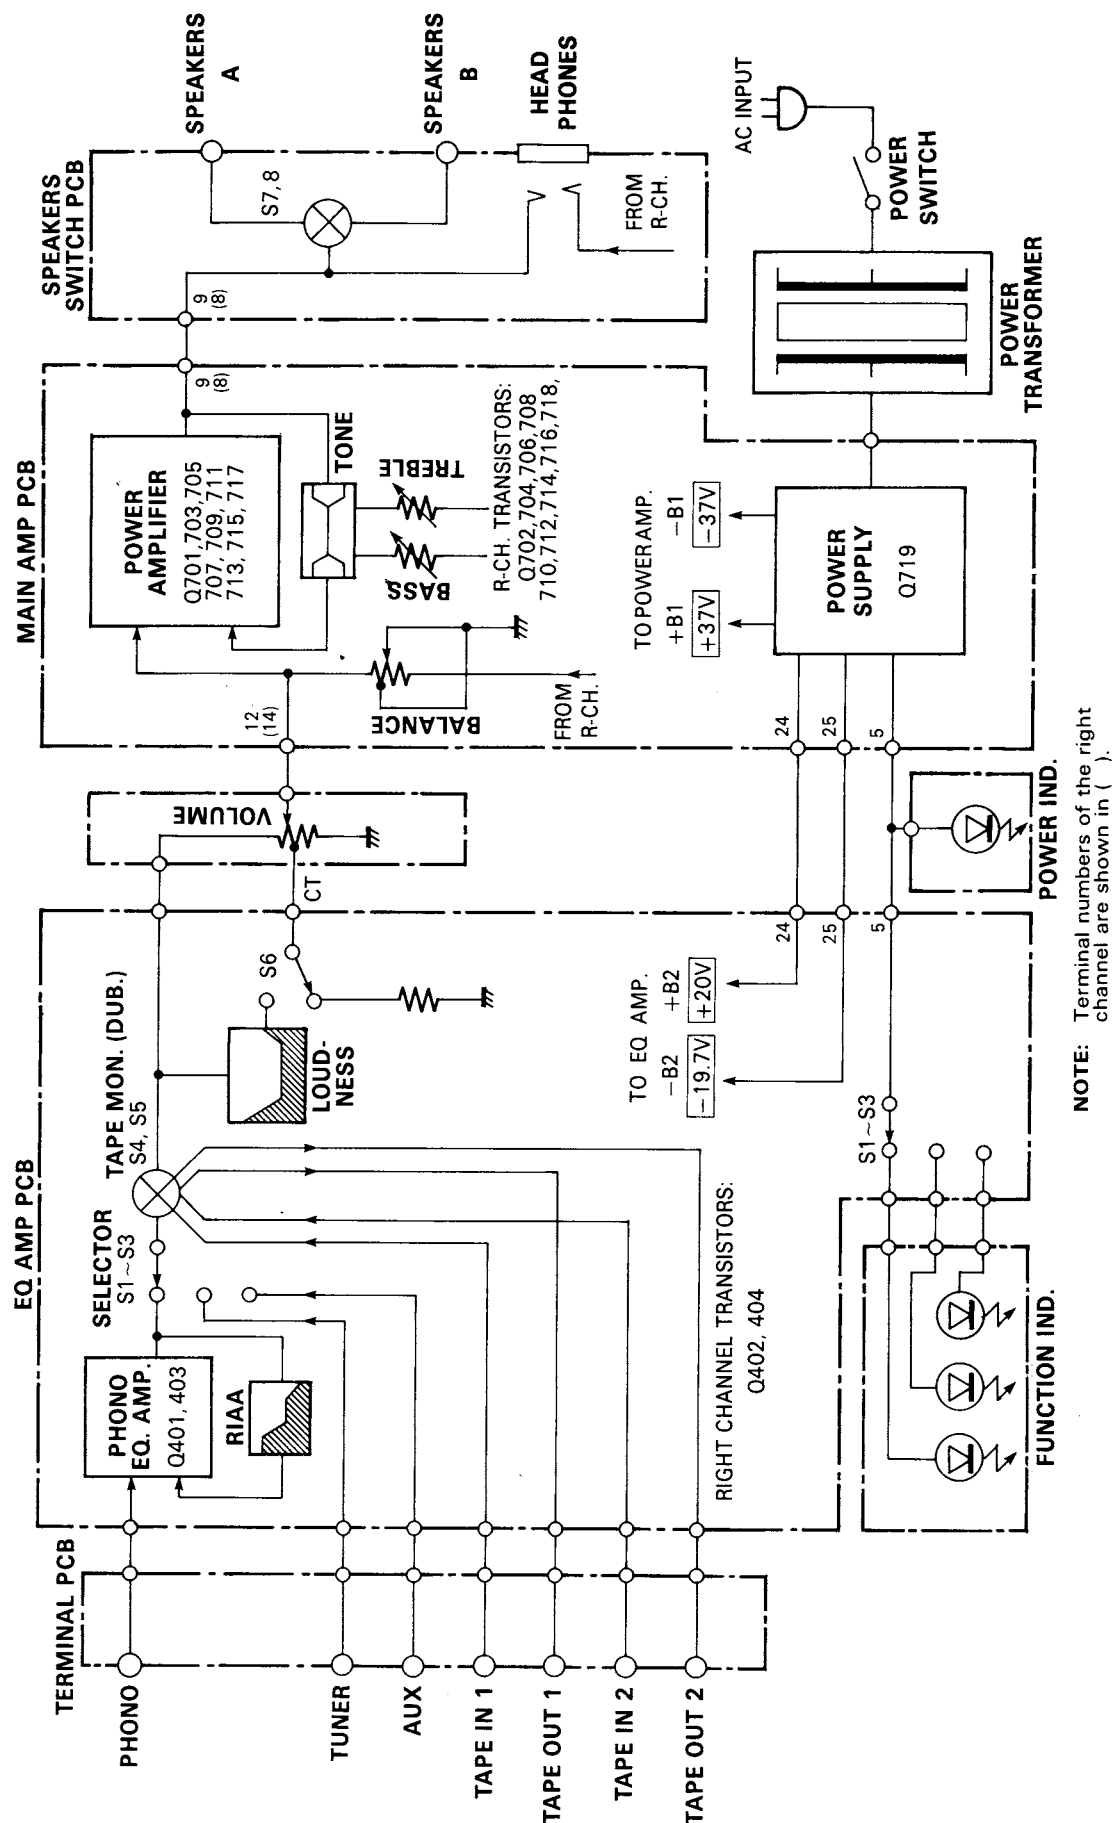 TERMINAL PCB
PHONO
TUNER
AUX
TAPE IN 1
TAPE OUT 1
TAPE IN 2
TAPE OUT 2
EQ AMP PCB
PHONO
EQ. AMP.
Q401, 403
RIAA
SELECTOR
S1~S3
TAPE MON. (DUB.)
S4, S5
LOUD-
NESS
S6
CT
RIGHT CHANNEL TRANSISTORS:
Q402, 404
TO EQ AMP.
−B2 +B2
−19.7V +20V
24
25
5
S1~S3
FUNCTION IND.
VOLUME
POWER IND.
MAIN AMP PCB
12
(14)
POWER
AMPLIFIER
Q701, 703, 705
707, 709, 711
713, 715, 717
9
(8)
TONE
BASS
TREBLE
BALANCE
FROM
R-CH.
R-CH. TRANSISTORS:
Q702, 704, 706, 708
710, 712, 714, 716, 718,
TO POWER AMP.
+B1 −B1
+37V −37V
24
25
5
POWER
SUPPLY
Q719
SPEAKERS
SWITCH PCB
9
(8)
S7, 8
SPEAKERS
A
SPEAKERS
B
HEAD
PHONES
FROM
R-CH.
POWER
TRANSFORMER
POWER
SWITCH
AC INPUT
NOTE: Terminal numbers of the right
channel are shown in ( ).